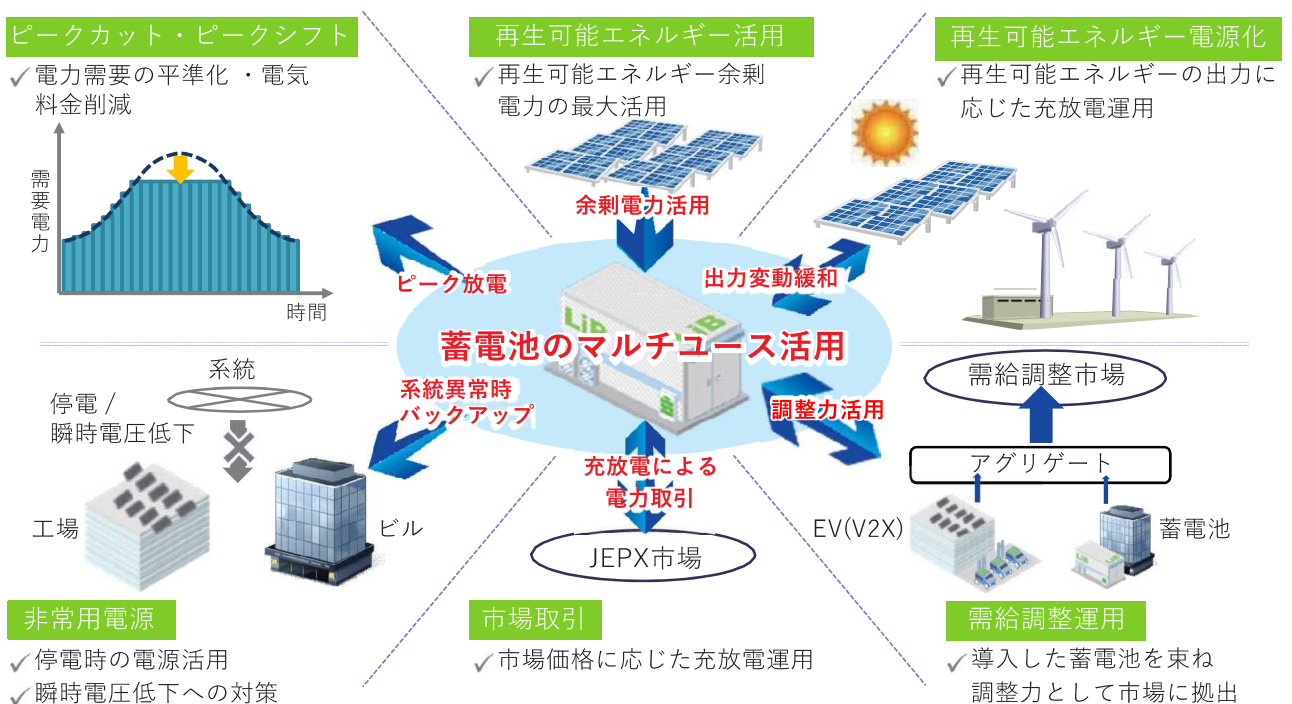 ピークカット・ピークシフト
電力需要の平準化 ・電気
料金削減
需要電力
時間
再生可能エネルギー活用
再生可能エネルギー余剰
電力の最大活用
再生可能エネルギー電源化
再生可能エネルギーの出力に
応じた充放電運用
余剰電力活用
ピーク放電
出力変動緩和
LiB
LiB
蓄電池のマルチユース活用
系統異常時
バックアップ
調整力活用
充放電による
電力取引
JEPX市場
系統
停電 /
瞬時電圧低下
工場
ビル
需給調整市場
アグリゲート
EV(V2X)
蓄電池
非常用電源
停電時の電源活用
瞬時電圧低下への対策
市場取引
市場価格に応じた充放電運用
需給調整運用
導入した蓄電池を束ね
調整力として市場に拠出